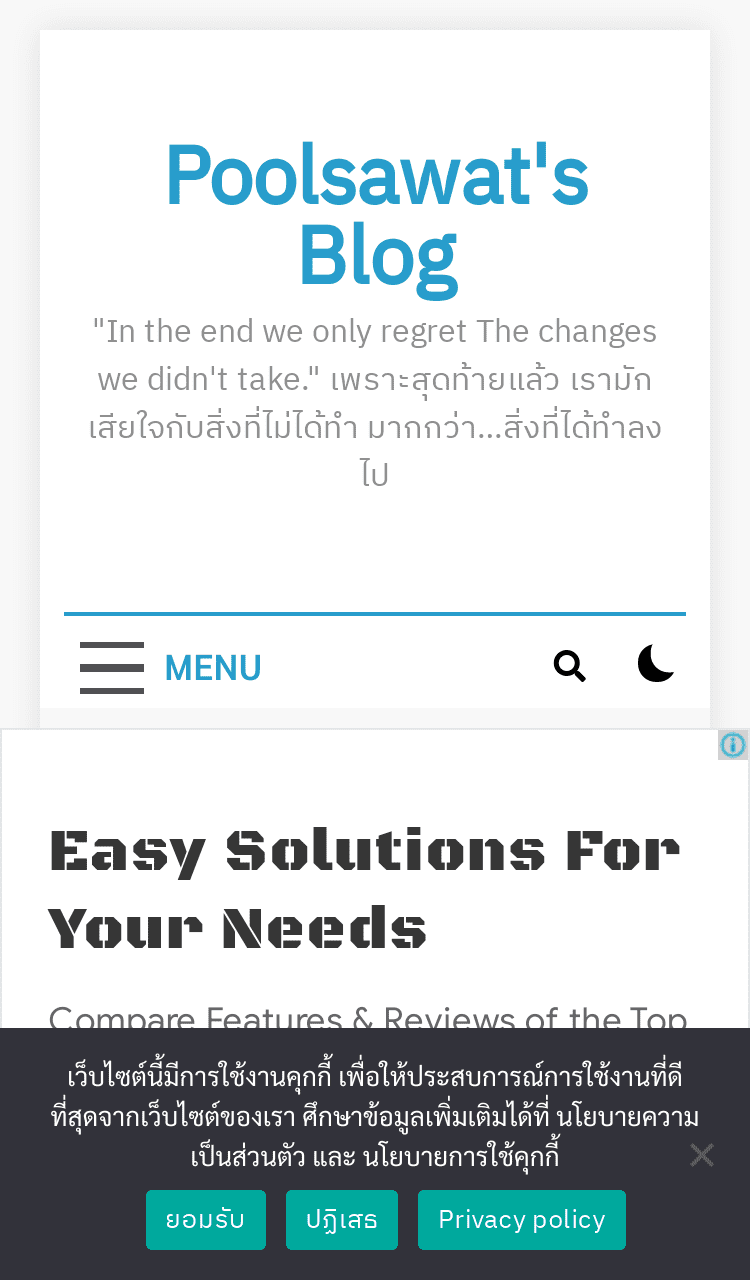 Poolsawat's
Blog
"In the end we only regret The changes
we didn't take." เพราะสุดท้ายแล้ว เรามัก
เสียใจกับสิ่งที่ไม่ได้ทำ มากกว่า...สิ่งที่ได้ทำลง
ไป
MENU
Easy Solutions For
Your Needs
Compare Features & Reviews of the Top
เว็บไซต์นี้มีการใช้งานคุกกี้ เพื่อให้ประสบการณ์การใช้งานที่ดี
ที่สุดจากเว็บไซต์ของเรา ศึกษาข้อมูลเพิ่มเติมได้ที่ นโยบายความ
เป็นส่วนตัว และ นโยบายการใช้คุกกี้
ยอมรับ ปฏิเสธ Privacy policy